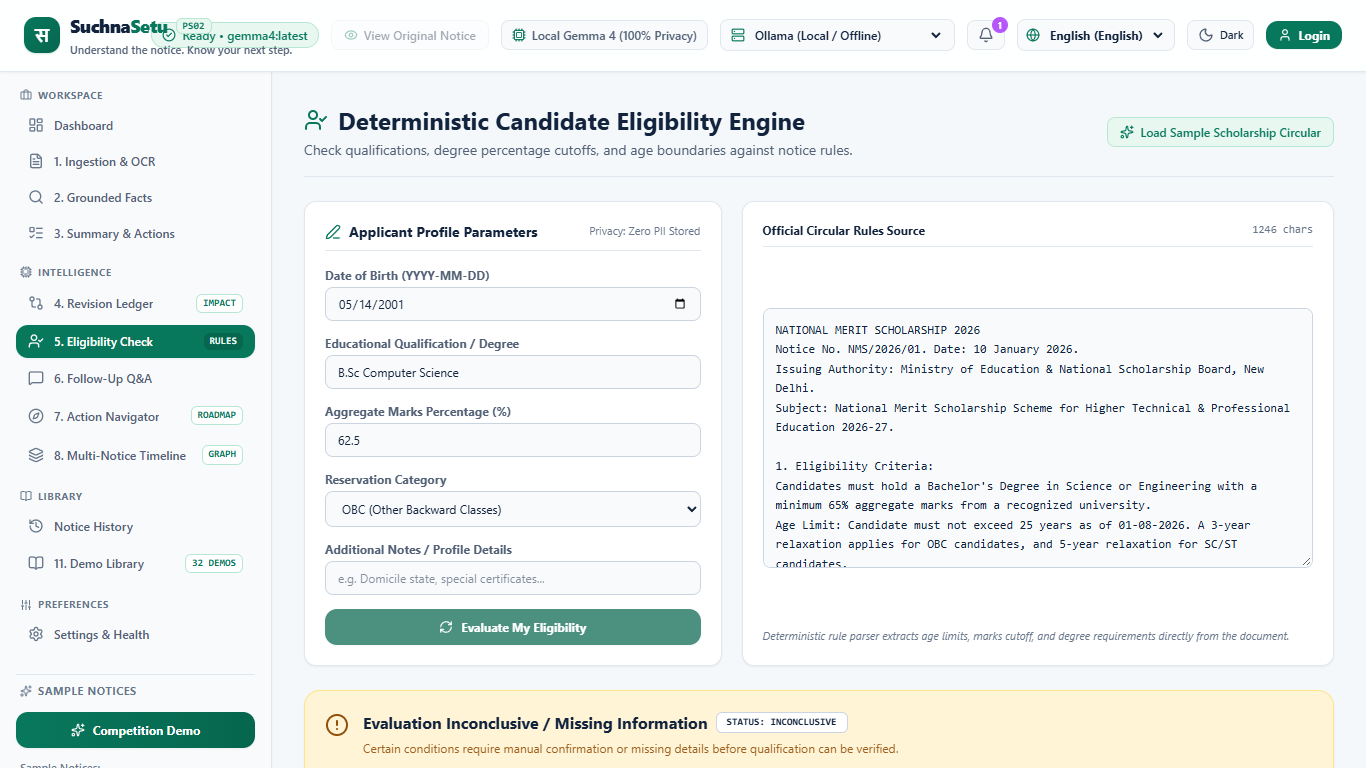 स
SuchnaSetu
PS02
Ready • gemma4:latest
Understand the notice. Know your next step.
View Original Notice
Local Gemma 4 (100% Privacy)
Ollama (Local / Offline)
1
English (English)
Dark
Login
WORKSPACE
Dashboard
1. Ingestion & OCR
2. Grounded Facts
3. Summary & Actions
INTELLIGENCE
4. Revision Ledger
IMPACT
5. Eligibility Check
RULES
6. Follow-Up Q&A
7. Action Navigator
ROADMAP
8. Multi-Notice Timeline
GRAPH
LIBRARY
Notice History
11. Demo Library
32 DEMOS
PREFERENCES
Settings & Health
SAMPLE NOTICES
Competition Demo
Sample Notices:
Deterministic Candidate Eligibility Engine
Check qualifications, degree percentage cutoffs, and age boundaries against notice rules.
Load Sample Scholarship Circular
Applicant Profile Parameters
Privacy: Zero PII Stored
Date of Birth (YYYY-MM-DD)
05/14/2001
Educational Qualification / Degree
B.Sc Computer Science
Aggregate Marks Percentage (%)
62.5
Reservation Category
OBC (Other Backward Classes)
Additional Notes / Profile Details
e.g. Domicile state, special certificates...
Evaluate My Eligibility
Official Circular Rules Source
1246 chars
NATIONAL MERIT SCHOLARSHIP 2026
Notice No. NMS/2026/01. Date: 10 January 2026.
Issuing Authority: Ministry of Education & National Scholarship Board, New
Delhi.
Subject: National Merit Scholarship Scheme for Higher Technical & Professional
Education 2026-27.
1. Eligibility Criteria:
Candidates must hold a Bachelor's Degree in Science or Engineering with a
minimum 65% aggregate marks from a recognized university.
Age Limit: Candidate must not exceed 25 years as of 01-08-2026. A 3-year
relaxation applies for OBC candidates, and 5-year relaxation for SC/ST
candidates.
Deterministic rule parser extracts age limits, marks cutoff, and degree requirements directly from the document.
Evaluation Inconclusive / Missing Information
STATUS: INCONCLUSIVE
Certain conditions require manual confirmation or missing details before qualification can be verified.